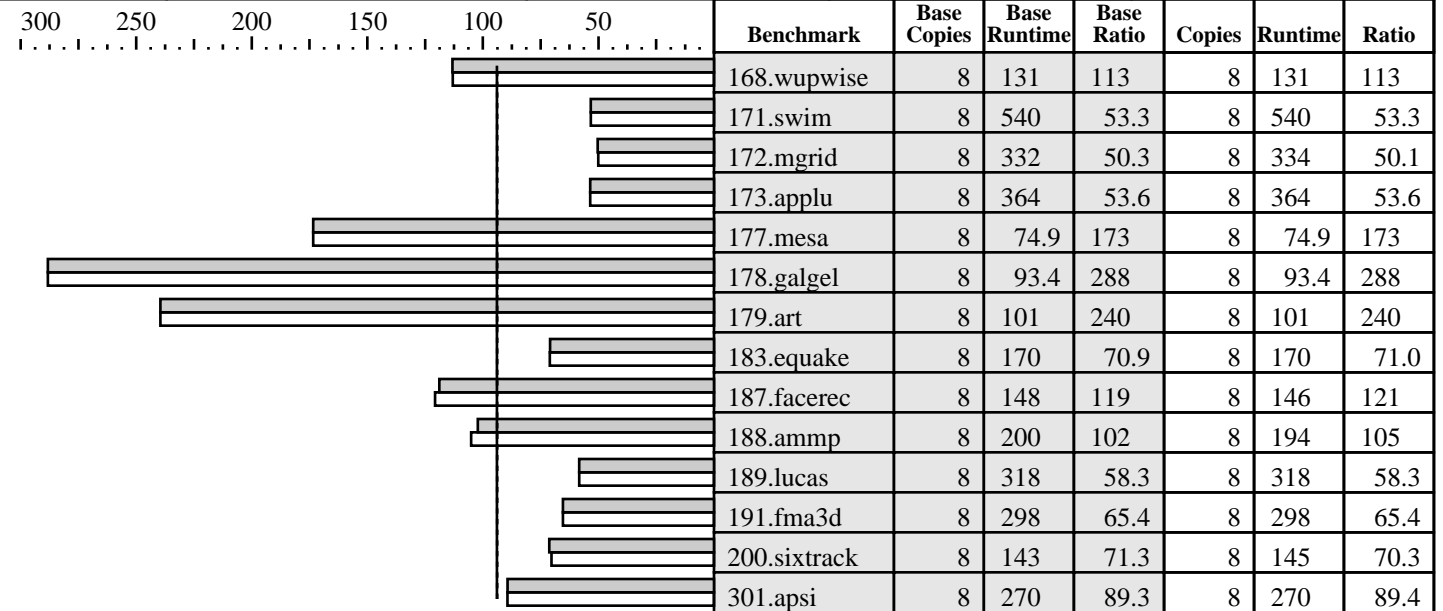 300 250 200 150 100 50
Benchmark Base Copies Base Runtime Base Ratio Copies Runtime Ratio
168.wupwise 8 131 113 8 131 113
171.swim 8 540 53.3 8 540 53.3
172.mgrid 8 332 50.3 8 334 50.1
173.applu 8 364 53.6 8 364 53.6
177.mesa 8 74.9 173 8 74.9 173
178.galgel 8 93.4 288 8 93.4 288
179.art 8 101 240 8 101 240
183.equake 8 170 70.9 8 170 71.0
187.facerec 8 148 119 8 146 121
188.ammp 8 200 102 8 194 105
189.lucas 8 318 58.3 8 318 58.3
191.fma3d 8 298 65.4 8 298 65.4
200.sixtrack 8 143 71.3 8 145 70.3
301.apsi 8 270 89.3 8 270 89.4